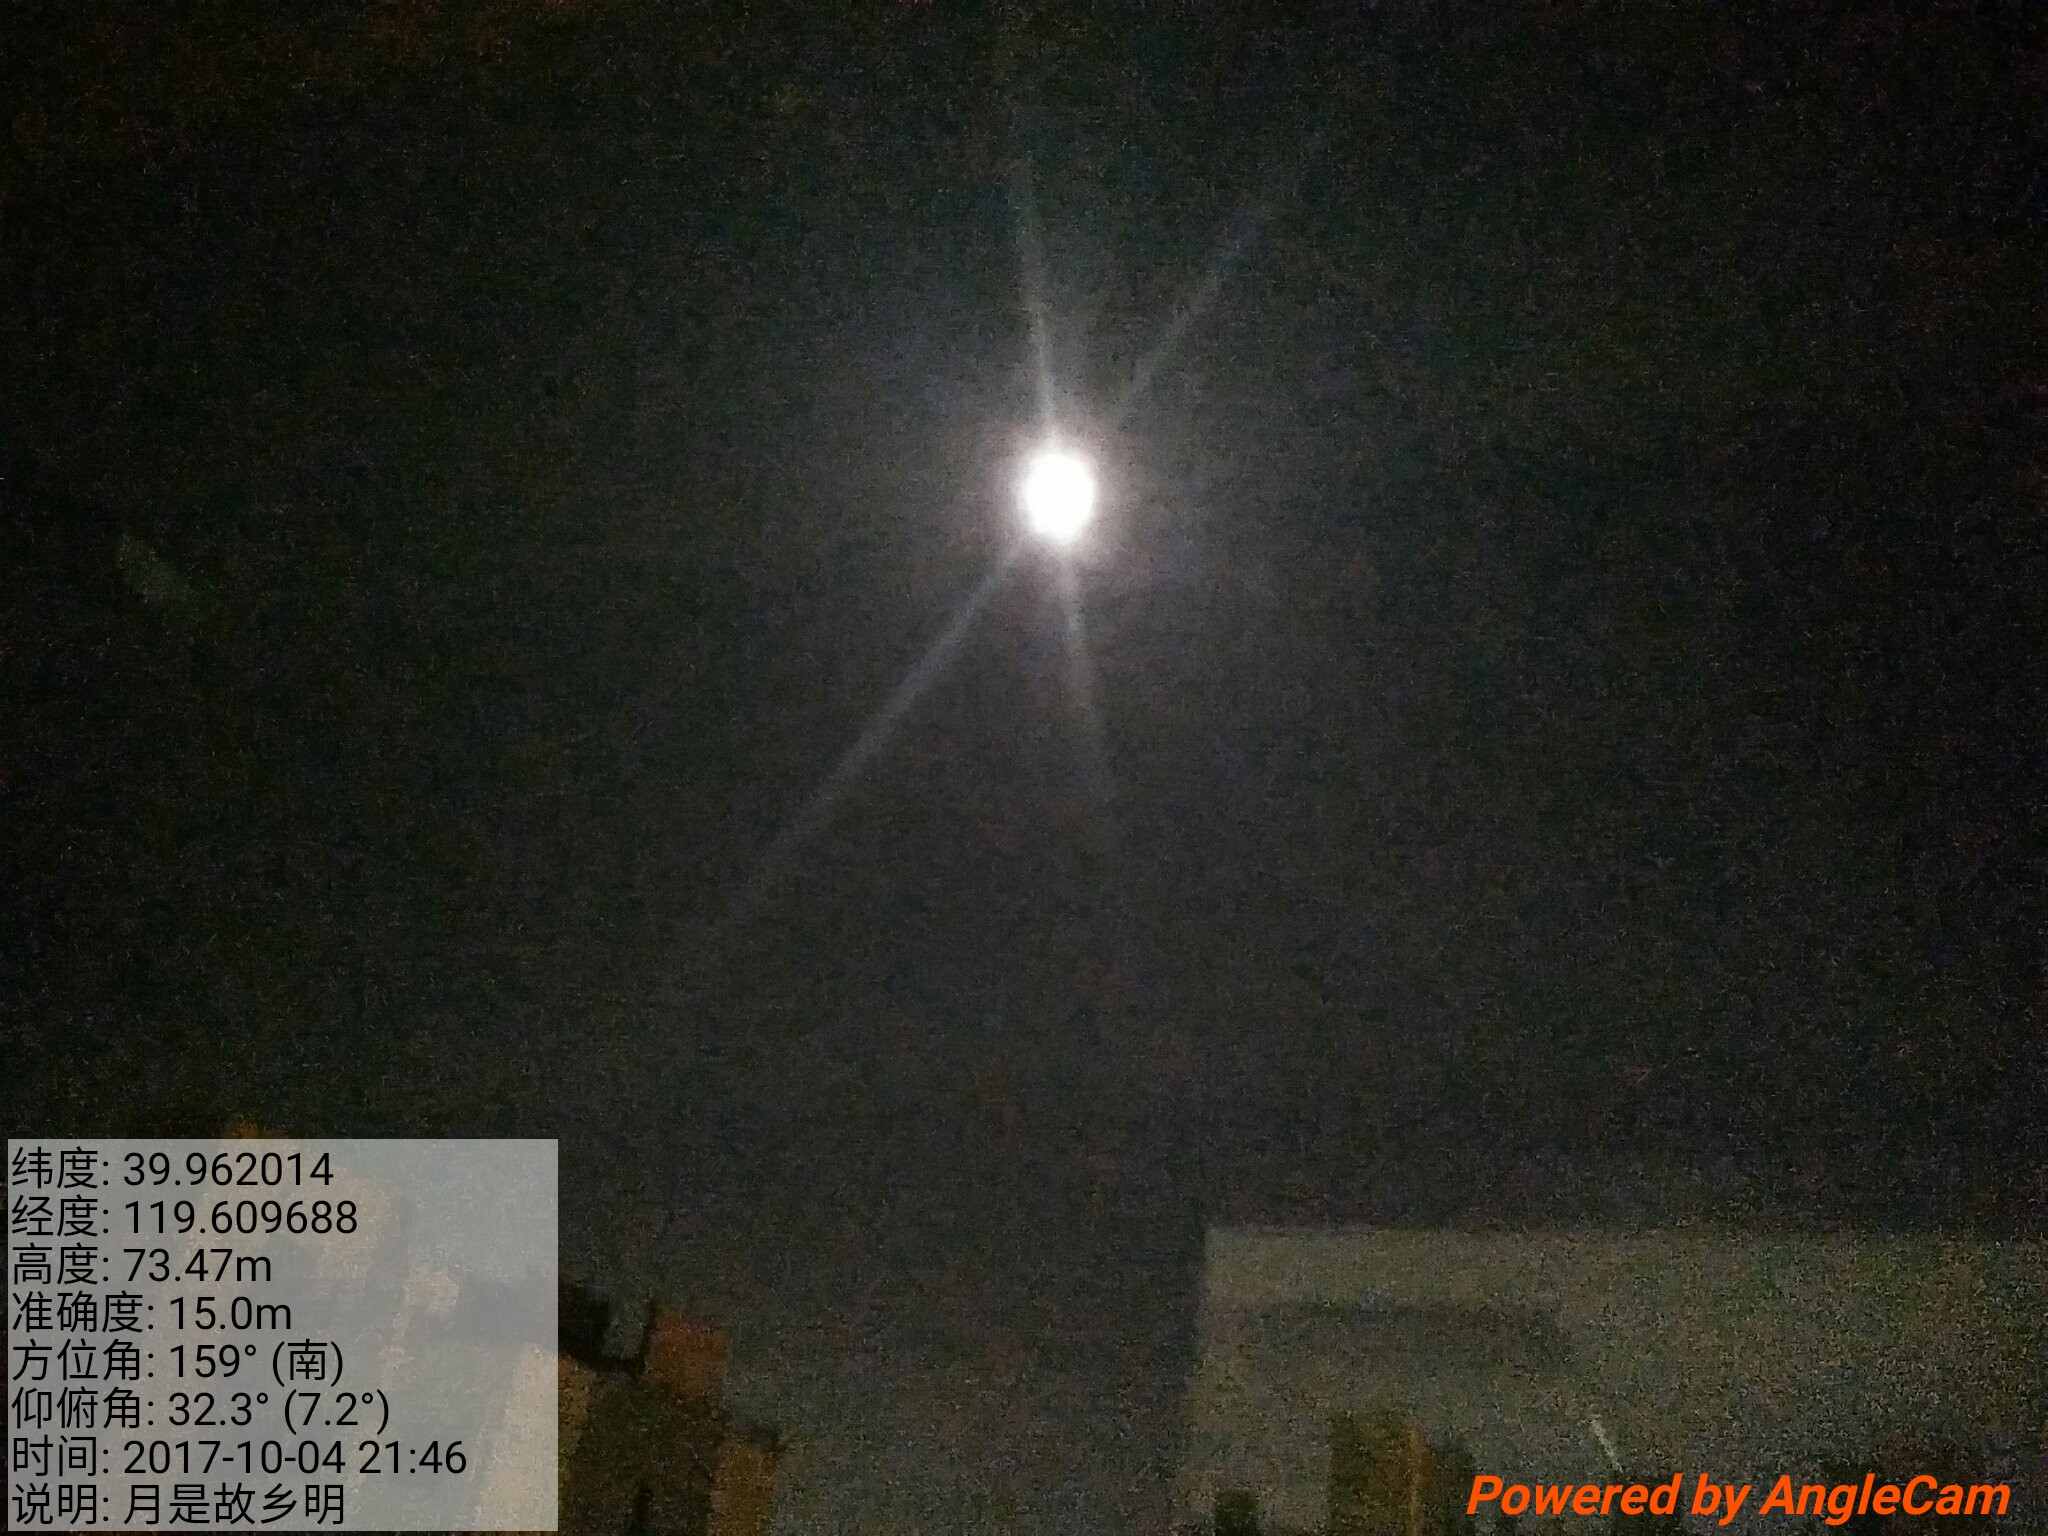 纬度: 39.962014
经度: 119.609688
高度: 73.47m
准确度: 15.0m
方位角: 159° (南)
仰俯角: 32.3° (7.2°)
时间: 2017-10-04 21:46
说明: 月是故乡明
Powered by AngleCam